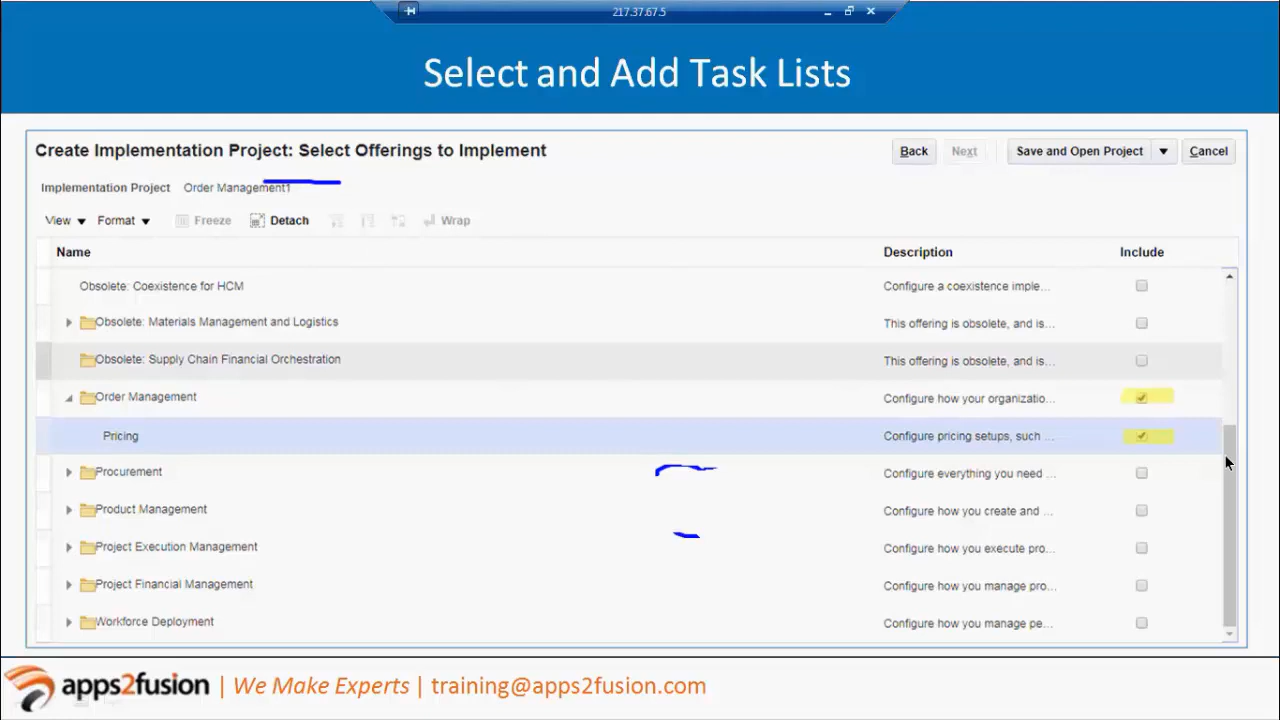 217.37.67.5
Select and Add Task Lists
Create Implementation Project: Select Offerings to Implement
Back Next Save and Open Project Cancel
Implementation Project Order Management1
View Format Freeze Detach Wrap
Name Description Include
Obsolete: Coexistence for HCM Configure a coexistence imple...
Obsolete: Materials Management and Logistics This offering is obsolete, and is...
Obsolete: Supply Chain Financial Orchestration This offering is obsolete, and is...
Order Management Configure how your organizatio...
Pricing Configure pricing setups, such ...
Procurement Configure everything you need ...
Product Management Configure how you create and ...
Project Execution Management Configure how you execute pro...
Project Financial Management Configure how you manage pro...
Workforce Deployment Configure how you manage pe...
apps2fusion | We Make Experts | training@apps2fusion.com